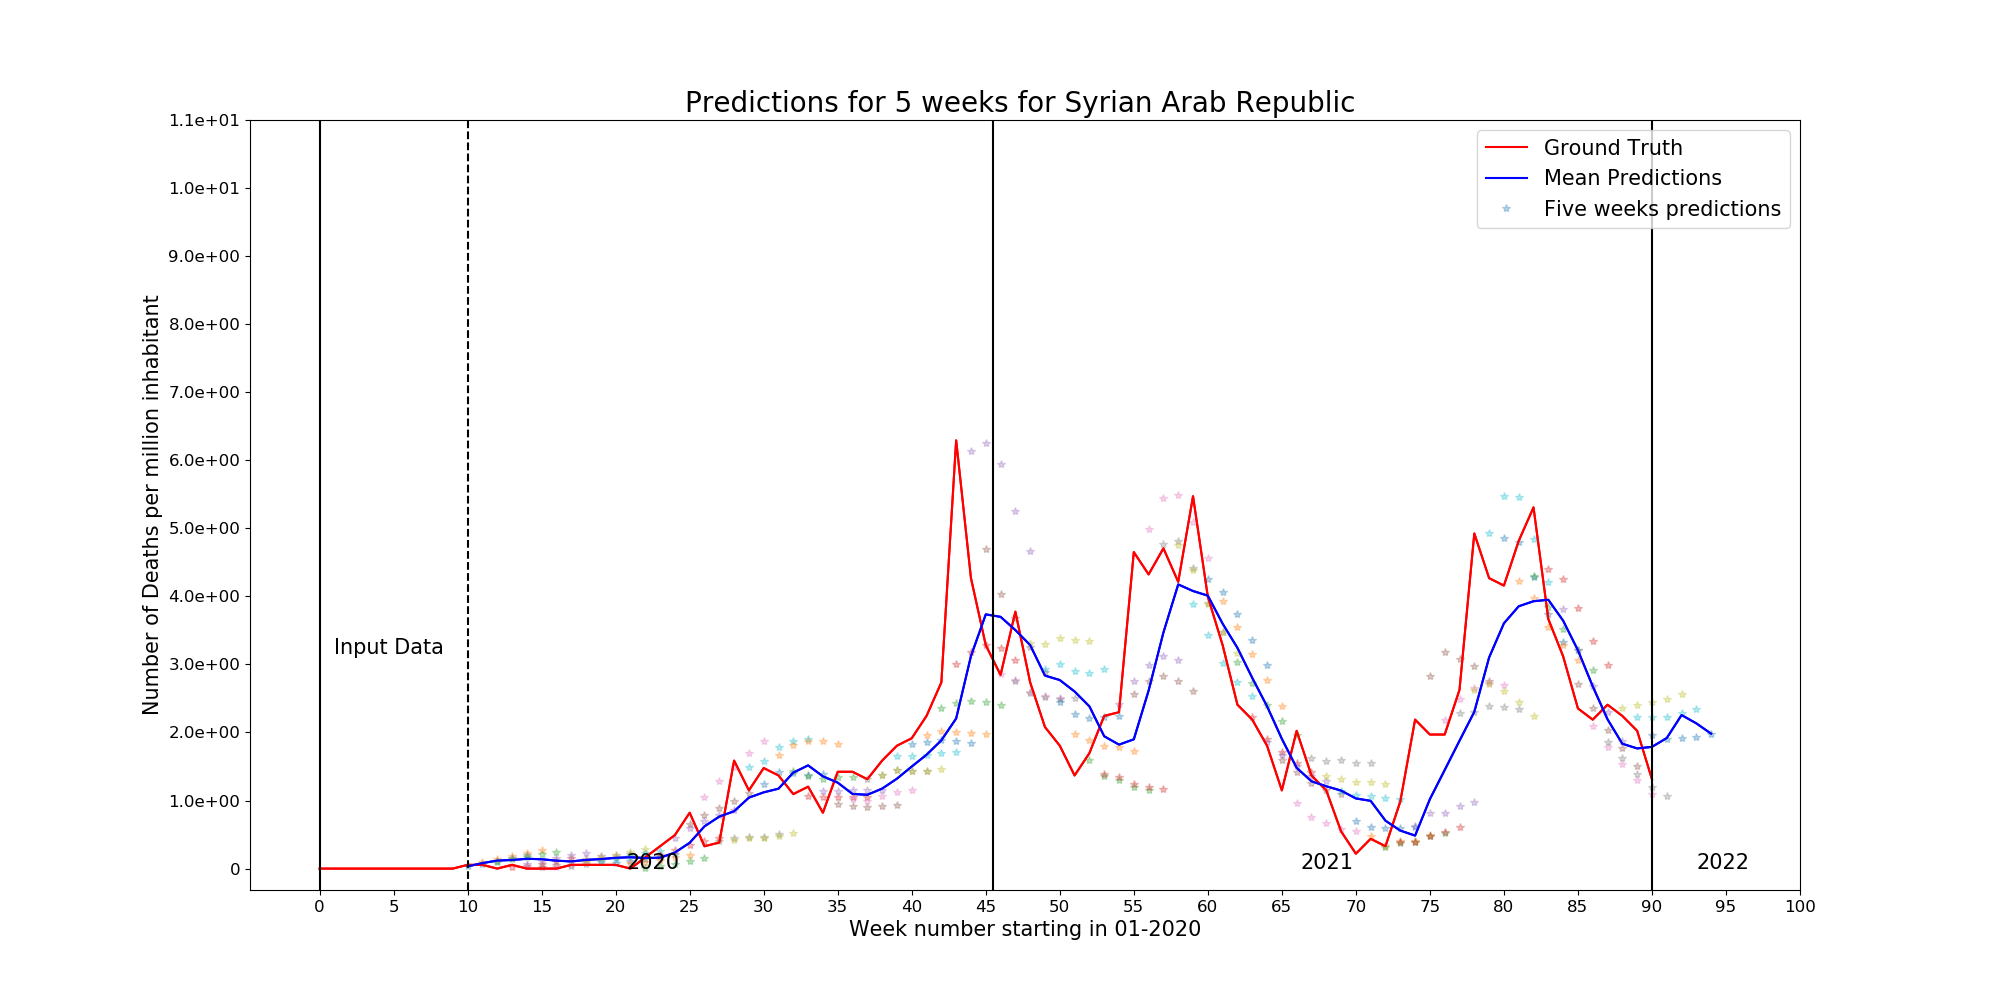 Predictions for 5 weeks for Syrian Arab Republic
1.1e+01
1.0e+01
9.0e+00
8.0e+00
7.0e+00
6.0e+00
5.0e+00
4.0e+00
3.0e+00
2.0e+00
1.0e+00
0
Number of Deaths per million inhabitant
Ground Truth
Mean Predictions
Five weeks predictions
Input Data
2020 2021 2022
0 5 10 15 20 25 30 35 40 45 50 55 60 65 70 75 80 85 90 95 100
Week number starting in 01-2020